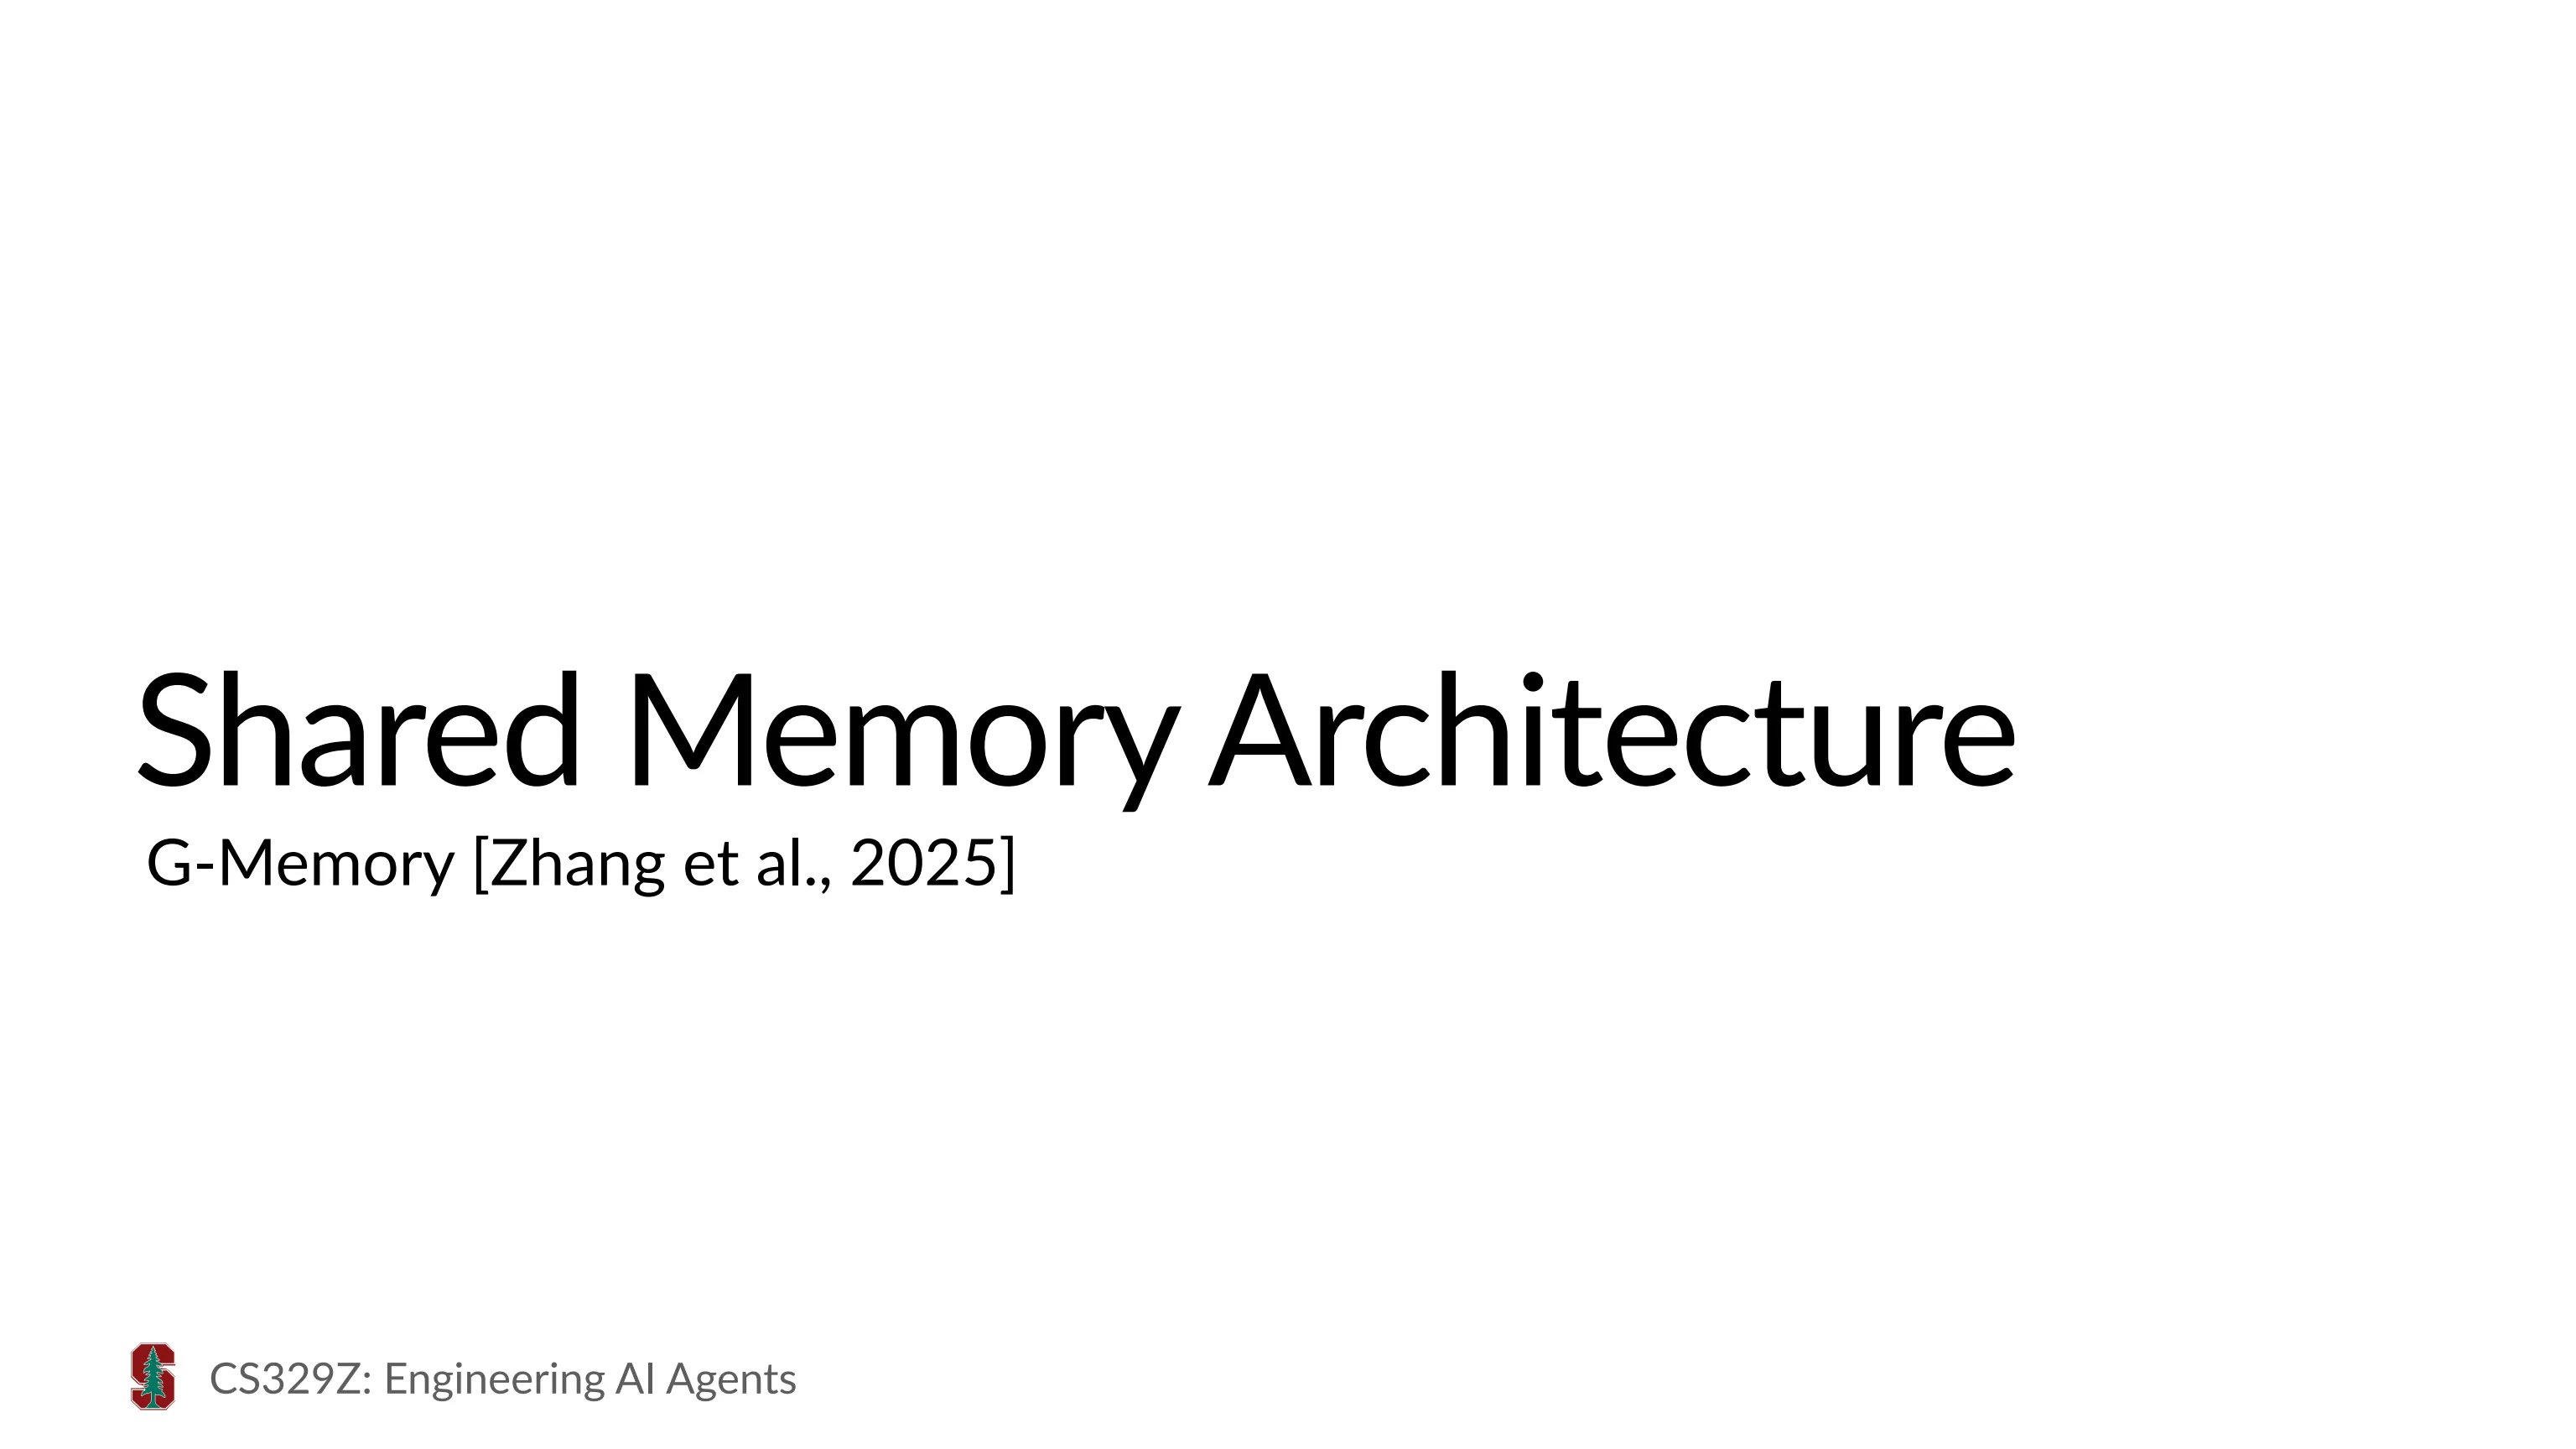 Shared Memory Architecture
G-Memory [Zhang et al., 2025]
CS329Z: Engineering AI Agents